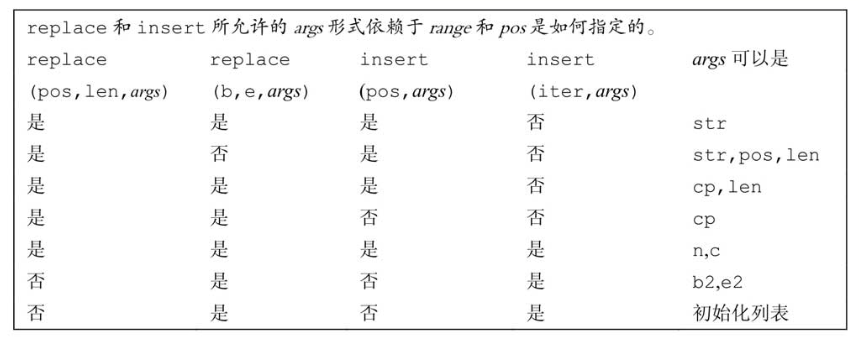 replace 和 insert 所允许的 args 形式依赖于 range 和 pos 是如何指定的。
replace replace insert insert args 可以是
(pos,len,args) (b,e,args) (pos,args) (iter,args)
是 是 是 否 str
是 否 是 否 str,pos,len
是 是 是 否 cp,len
是 是 否 否 cp
是 是 是 是 n,c
否 是 否 是 b2,e2
否 是 否 是 初始化列表